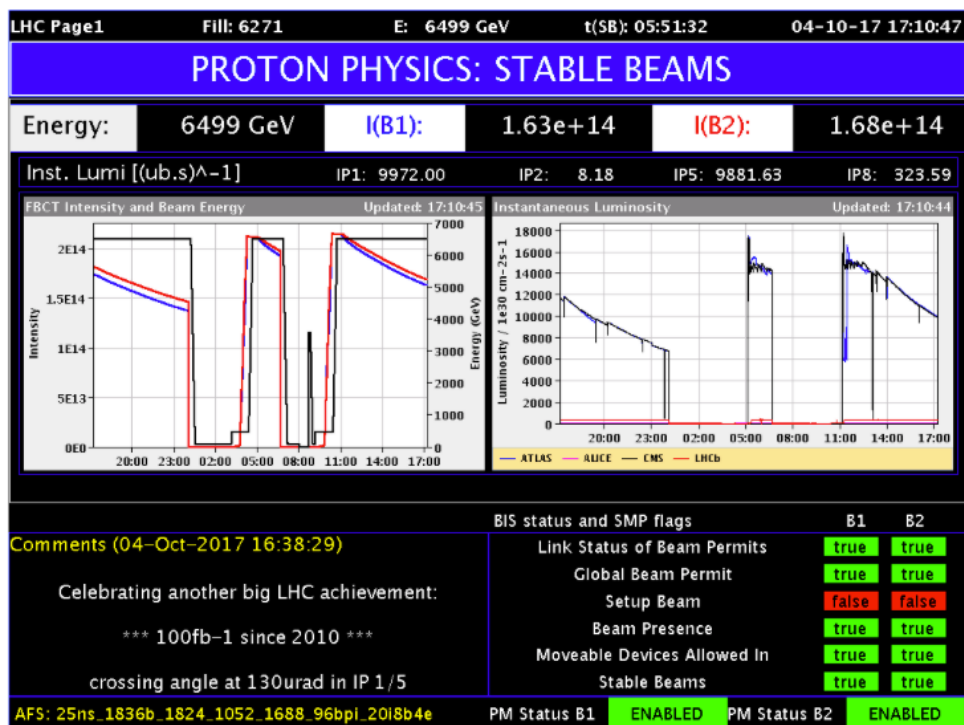 LHC Page1 Fill: 6271 E: 6499 GeV t(SB): 05:51:32 04-10-17 17:10:47
PROTON PHYSICS: STABLE BEAMS
Energy: 6499 GeV I(B1): 1.63e+14 I(B2): 1.68e+14
Inst. Lumi [(ub.s)^-1] IP1: 9972.00 IP2: 8.18 IP5: 9881.63 IP8: 323.59
FBCT Intensity and Beam Energy Updated: 17:10:45
Intensity
2E14
1.5E14
1E14
5E13
0E0
7000
6000
5000
4000
3000
2000
1000
0
Energy (GeV)
20:00 23:00 02:00 05:00 08:00 11:00 14:00 17:00
Instantaneous Luminosity Updated: 17:10:44
Luminosity / 1e30 cm-2s-1
18000
16000
14000
12000
10000
8000
6000
4000
2000
0
20:00 23:00 02:00 05:00 08:00 11:00 14:00 17:00
ATLAS ALICE CMS LHCb
Comments (04-Oct-2017 16:38:29)
Celebrating another big LHC achievement:
*** 100fb-1 since 2010 ***
crossing angle at 130urad in IP 1/5
BIS status and SMP flags B1 B2
Link Status of Beam Permits true true
Global Beam Permit true true
Setup Beam false false
Beam Presence true true
Moveable Devices Allowed In true true
Stable Beams true true
AFS: 25ns_1836b_1824_1052_1688_96bpi_20i8b4e PM Status B1 ENABLED PM Status B2 ENABLED